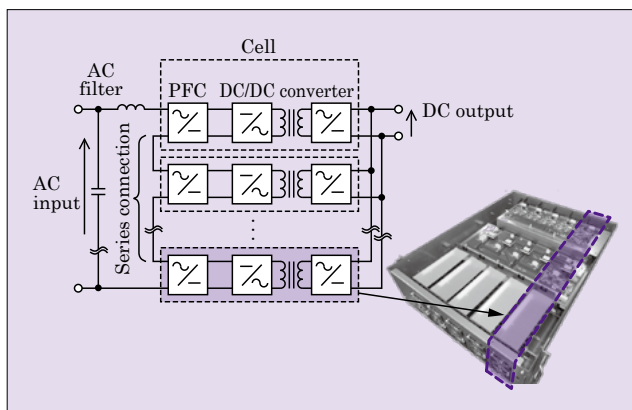 Cell
AC
filter
PFC DC/DC converter
DC output
AC
input
Series connection